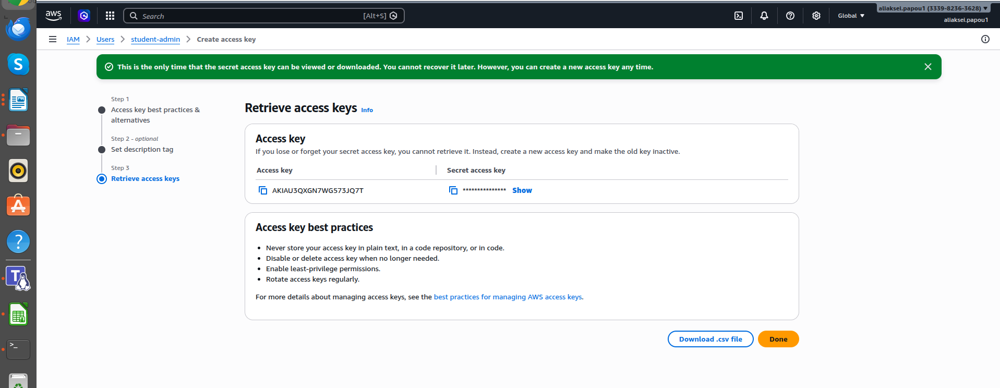 aws
Search
[Alt+S]
Global
aliaksei.papou1 (3339-8236-3628)
aliaksei.papou1
IAM
Users
student-admin
Create access key
This is the only time that the secret access key can be viewed or downloaded. You cannot recover it later. However, you can create a new access key any time.
Step 1
Access key best practices &
alternatives
Step 2 - optional
Set description tag
Step 3
Retrieve access keys
Retrieve access keys Info
Access key
If you lose or forget your secret access key, you cannot retrieve it. Instead, create a new access key and make the old key inactive.
Access key
Secret access key
AKIAU3QXGN7WG573JQ7T
*************** Show
Access key best practices
• Never store your access key in plain text, in a code repository, or in code.
• Disable or delete access key when no longer needed.
• Enable least-privilege permissions.
• Rotate access keys regularly.
For more details about managing access keys, see the best practices for managing AWS access keys.
Download .csv file
Done